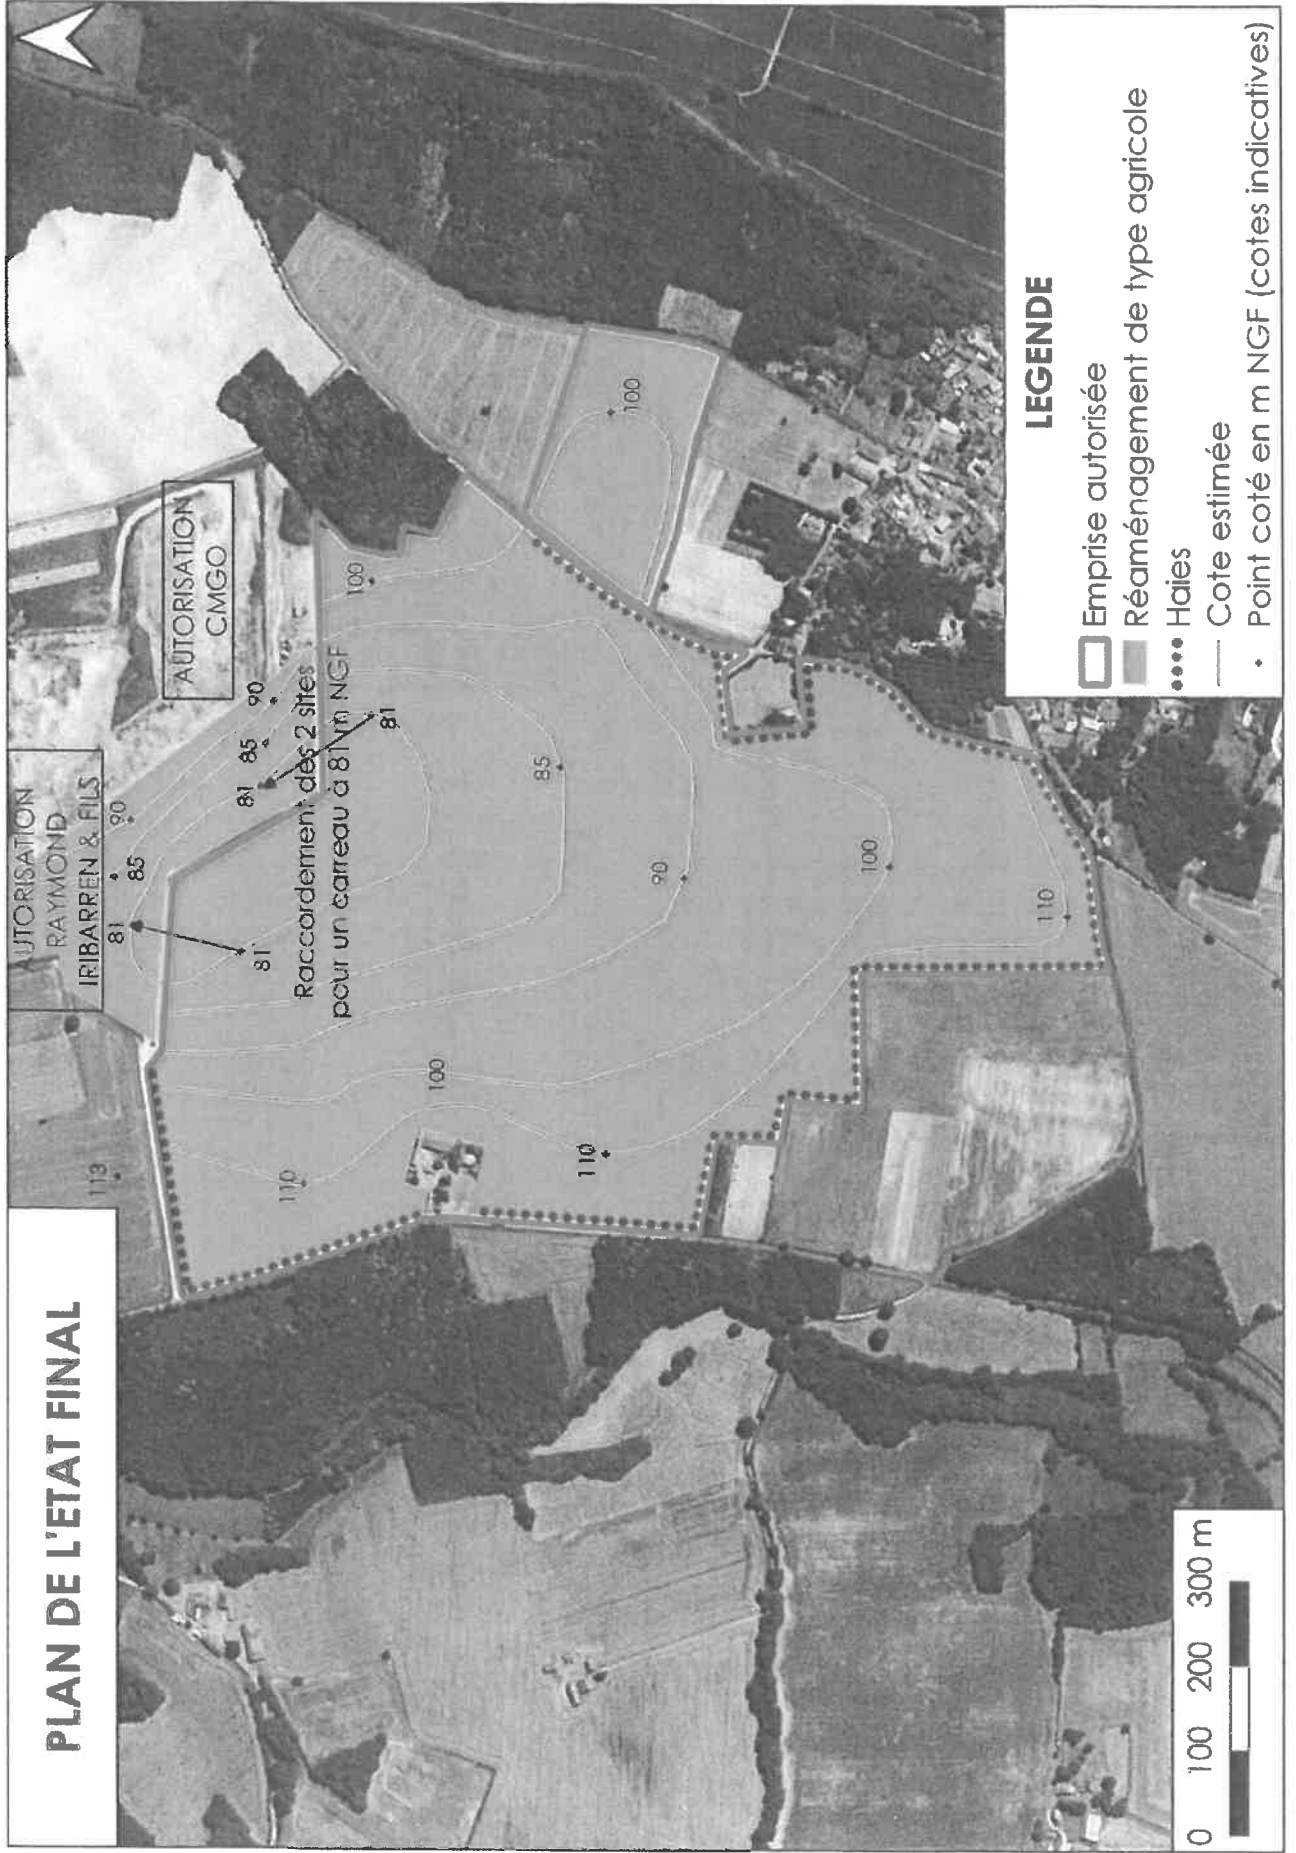 PLAN DE L'ETAT FINAL
AUTORISATION
RAYMOND
IRIBARREN & FILS
AUTORISATION
CMGO
113
81
85
90
81
85
90
81
81
Raccordement des 2 sites
pour un carreau à 81 m NGF
100
100
110
100
110
85
90
100
110
LEGENDE
Emprise autorisée
Réaménagement de type agricole
Haies
Cote estimée
Point coté en m NGF (cotes indicatives)
0 100 200 300 m